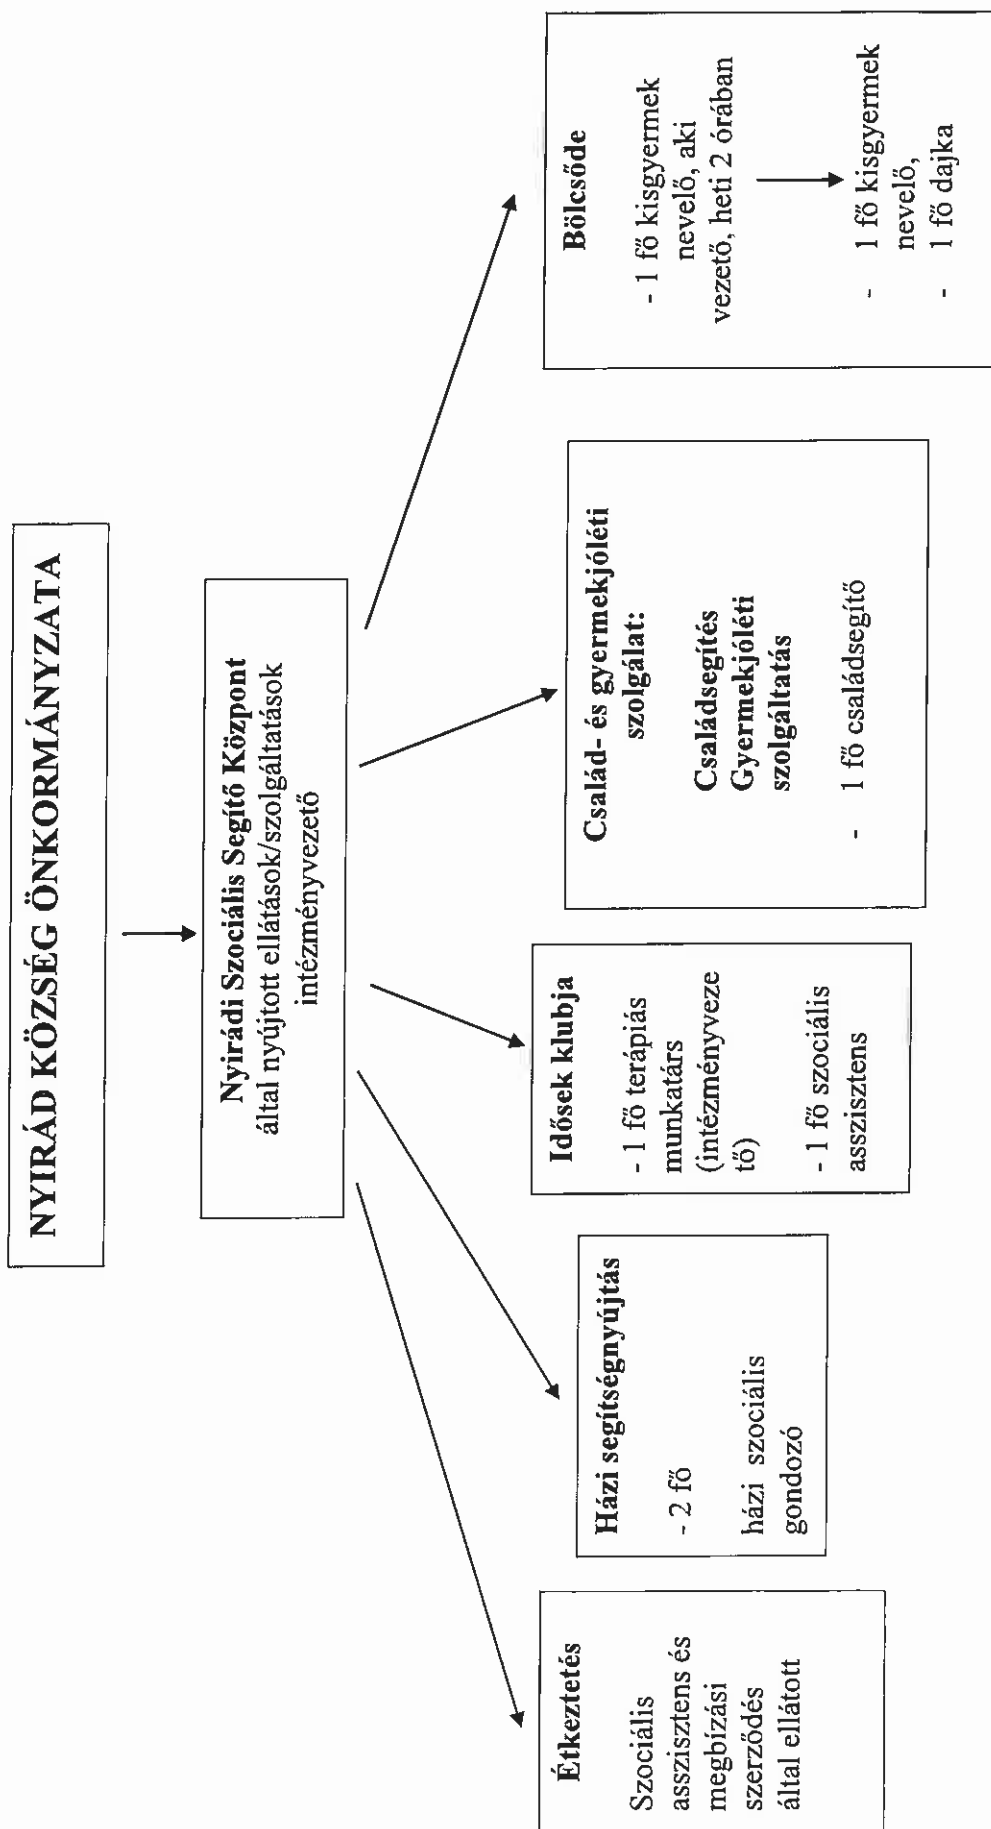 NYIRÁD KÖZSÉG ÖNKORMÁNYZATA
Nyirádi Szociális Segítő Központ
által nyújtott ellátások/szolgáltatások
intézményvezető
Étkeztetés
Szociális
asszisztens és
megbízási
szerződés
által ellátott
Házi segítségnyújtás
- 2 fő
házi szociális
gondozó
Idősek klubja
- 1 fő terápiás
munkatárs
(intézményveze
tő)
- 1 fő szociális
asszisztens
Család- és gyermekjóléti
szolgálat:
Családsegítés
Gyermekjóléti
szolgáltatás
- 1 fő családsegítő
Bölcsőde
- 1 fő kisgyermek
nevelő, aki
vezető, heti 2 órában
- 1 fő kisgyermek
nevelő,
- 1 fő dajka